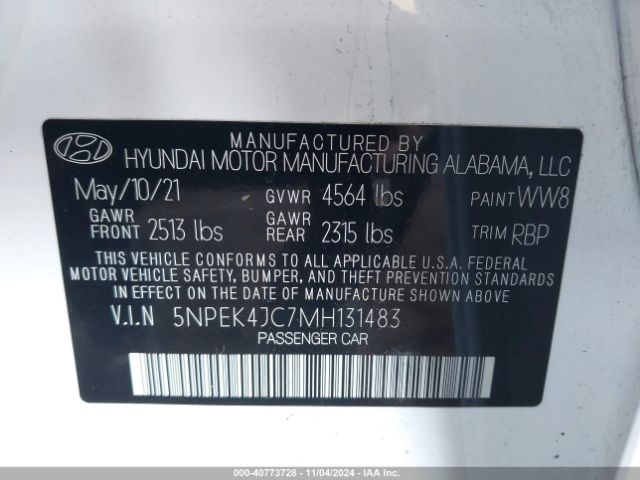 MANUFACTURED BY
HYUNDAI MOTOR MANUFACTURING ALABAMA, LLC
May/10/21 GVWR 4564 lbs PAINT WW8
GAWR FRONT 2513 lbs GAWR REAR 2315 lbs TRIM RBP
THIS VEHICLE CONFORMS TO ALL APPLICABLE U.S.A. FEDERAL
MOTOR VEHICLE SAFETY, BUMPER, AND THEFT PREVENTION STANDARDS
IN EFFECT ON THE DATE OF MANUFACTURE SHOWN ABOVE.
V.I.N 5NPEK4JC7MH131483
PASSENGER CAR
000-40773728 - 11/04/2024 - IAA Inc.